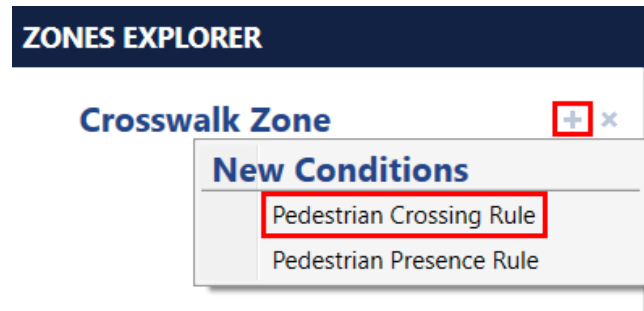 ZONES EXPLORER
Crosswalk Zone
New Conditions
Pedestrian Crossing Rule
Pedestrian Presence Rule